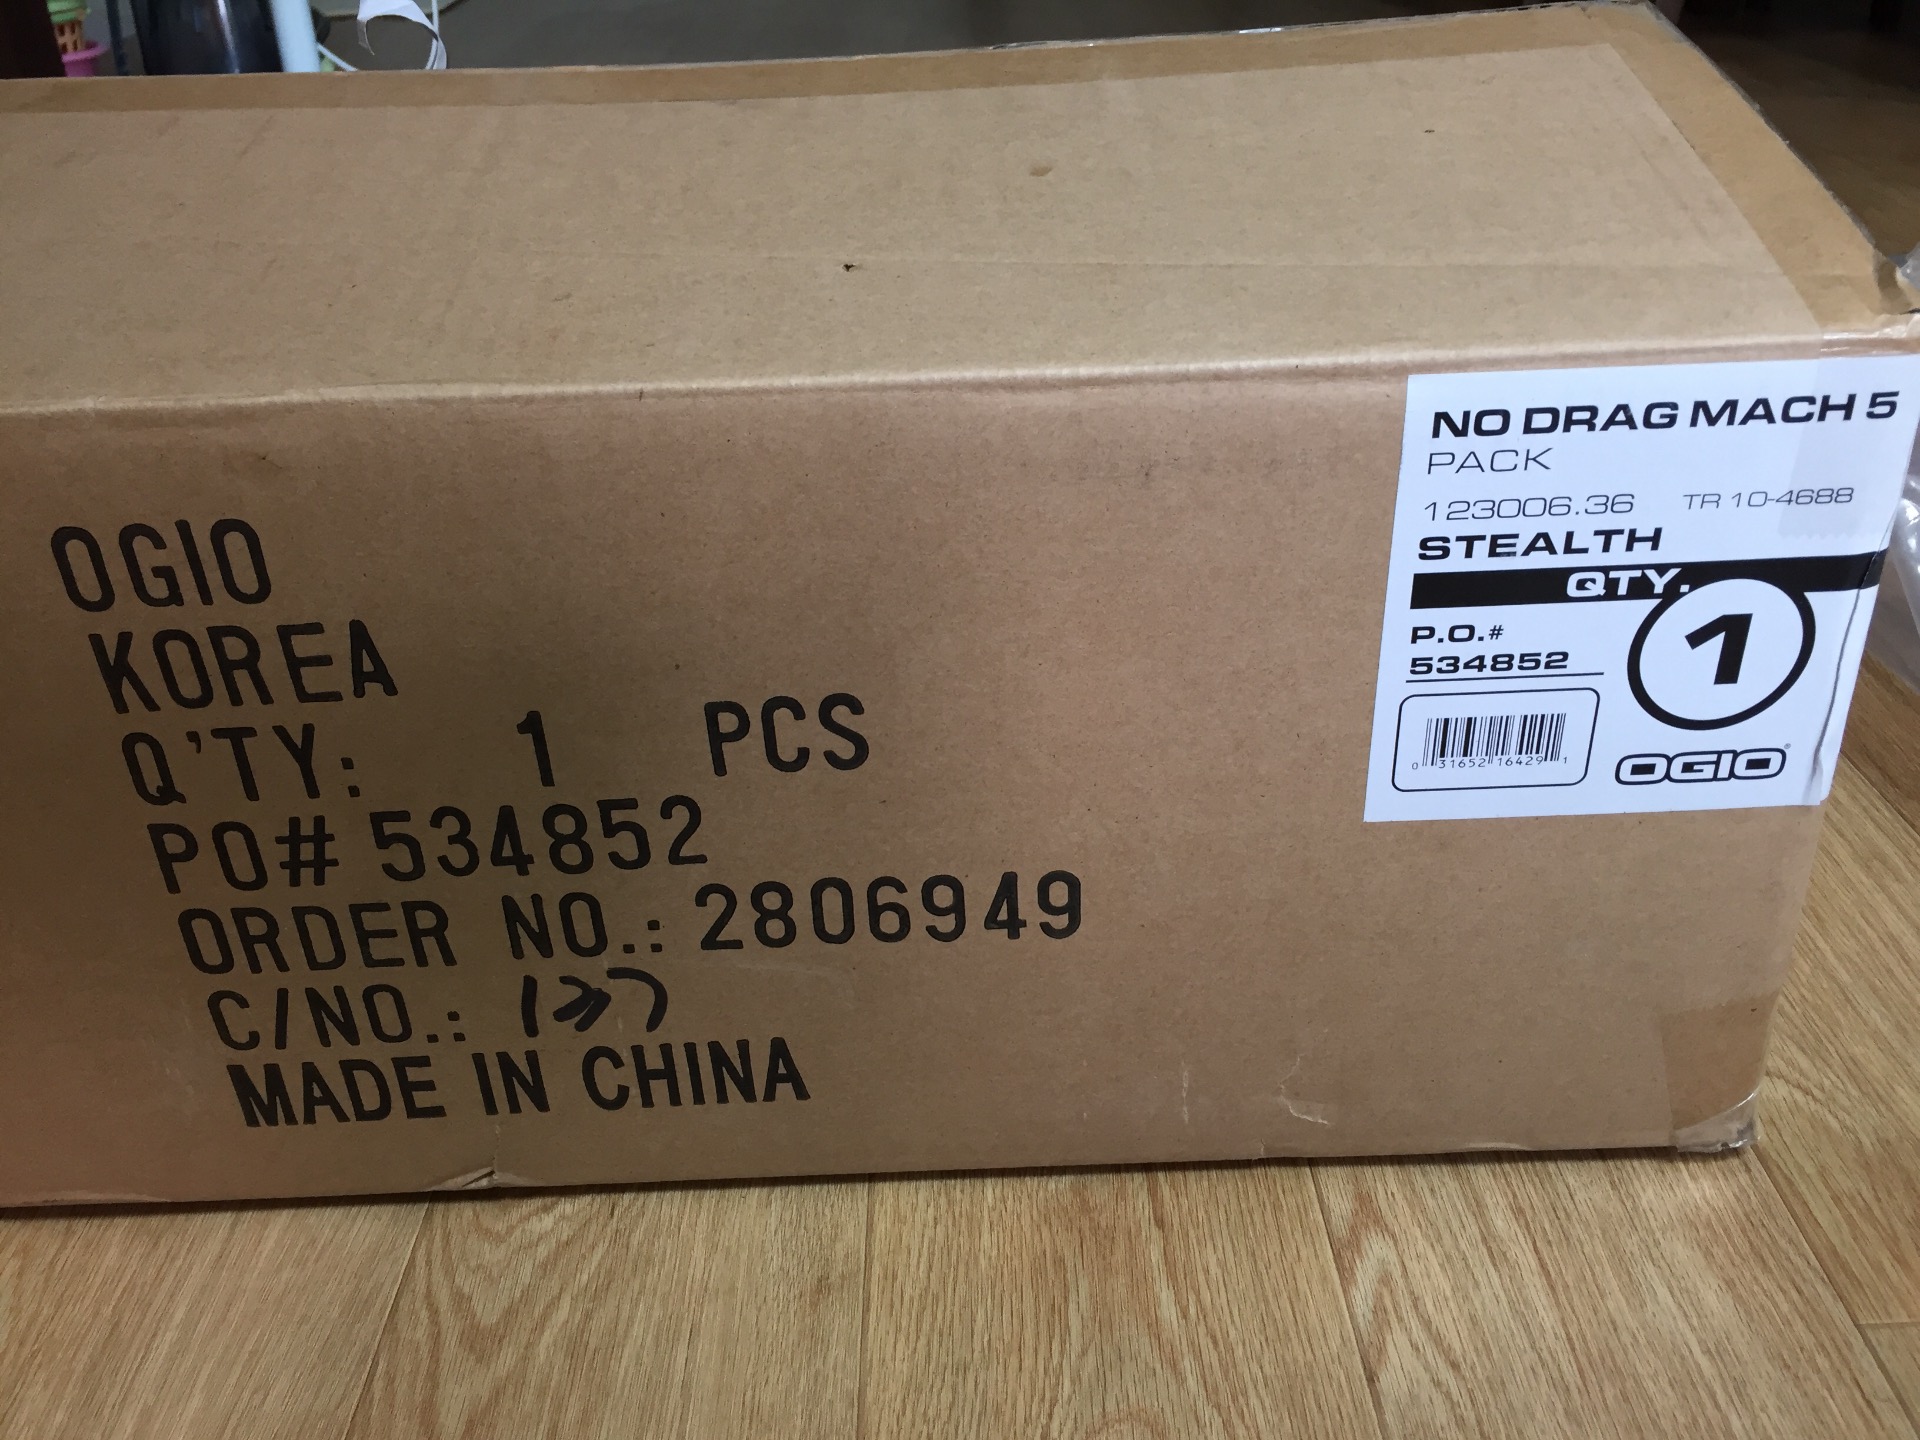 OGIO
KOREA
Q'TY: 1 PCS
PO# 534852
ORDER NO.: 2806949
C/NO.:
MADE IN CHINA
NO DRAG MACH 5
PACK
123006.36 TR 10-4688
STEALTH
QTY.
1
P.O.#
534852
0 31652 16429 1
OGIO®